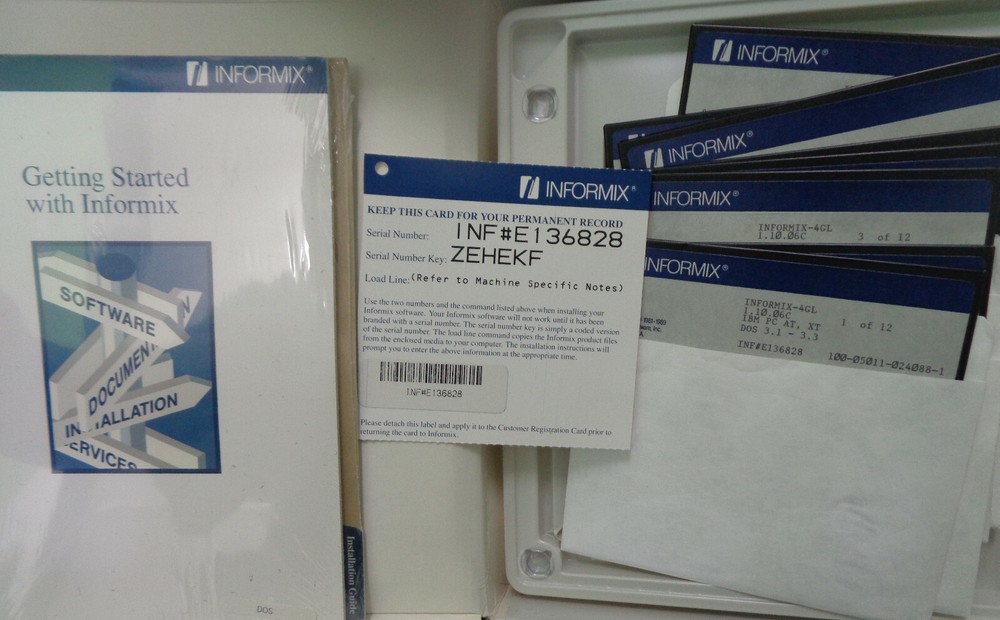 INFORMIX®
Getting Started
with Informix
SOFTWARE
DOCUMENT
INSTALLATION
SERVICES
DOS
Installation Guide
INFORMIX®
KEEP THIS CARD FOR YOUR PERMANENT RECORD
Serial Number: INF#E136828
Serial Number Key: ZEHEKF
Load Line: (Refer to Machine Specific Notes)
Use the two numbers and the command listed above when installing your
Informix software. Your Informix software will not work until it has been
branded with a serial number. The serial number key is simply a coded version
of the serial number. The load line command copies the Informix product files
from the enclosed media to your computer. The installation instructions will
prompt you to enter the above information at the appropriate time.
INF#E136828
Please detach this label and apply it to the Customer Registration Card prior to
returning the card to Informix.
INFORMIX®
INFORMIX®
INFORMIX®
INFORMIX-4GL
1.10.06C 3 of 12
INFORMIX®
INFORMIX-4GL
1.10.06C 1 of 12
IBM PC AT, XT
DOS 3.1 - 3.3
INF#E136828 100-05011-024088-1